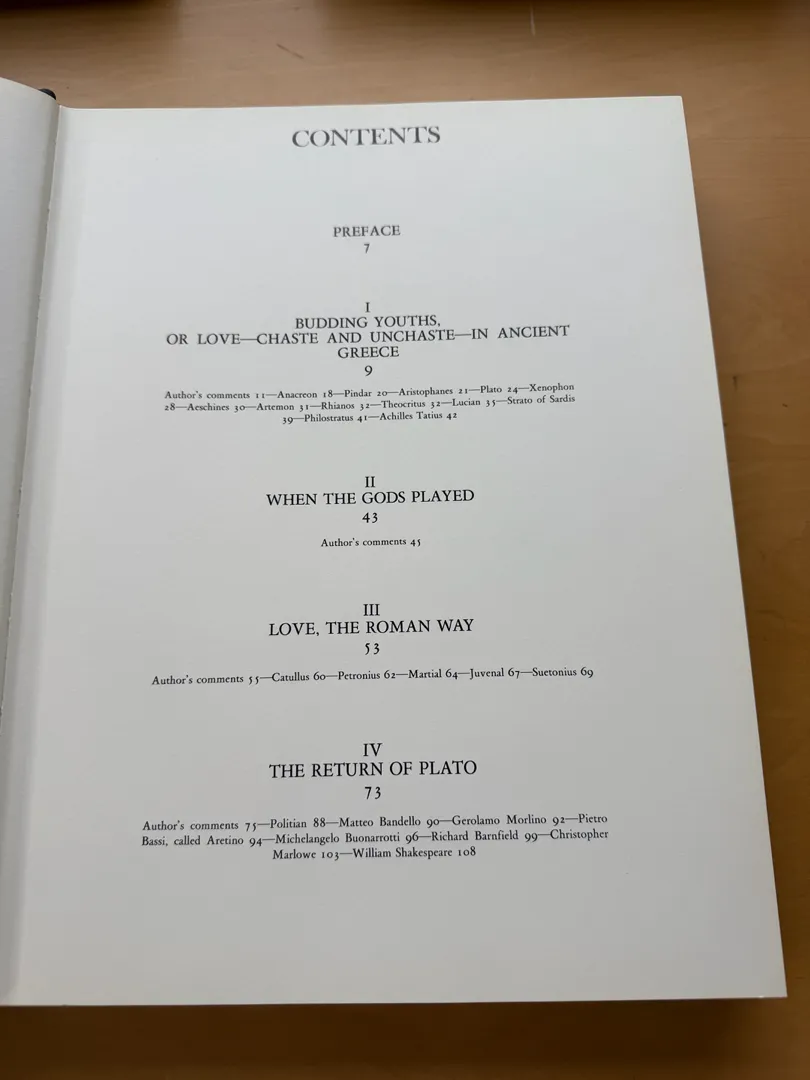 CONTENTS
PREFACE
7
I
BUDDING YOUTHS,
OR LOVE—CHASTE AND UNCHASTE—IN ANCIENT
GREECE
9
Author's comments 11—Anacreon 18—Pindar 20—Aristophanes 21—Plato 24—Xenophon
28—Aeschines 30—Artemon 31—Rhianos 32—Theocritus 32—Lucian 35—Strato of Sardis
39—Philostratus 41—Achilles Tatius 42
II
WHEN THE GODS PLAYED
43
Author's comments 45
III
LOVE, THE ROMAN WAY
53
Author's comments 55—Catullus 60—Petronius 62—Martial 64—Juvenal 67—Suetonius 69
IV
THE RETURN OF PLATO
73
Author's comments 75—Politian 88—Matteo Bandello 90—Gerolamo Morlino 92—Pietro
Bassi, called Aretino 94—Michelangelo Buonarrotti 96—Richard Barnfield 99—Christopher
Marlowe 103—William Shakespeare 108